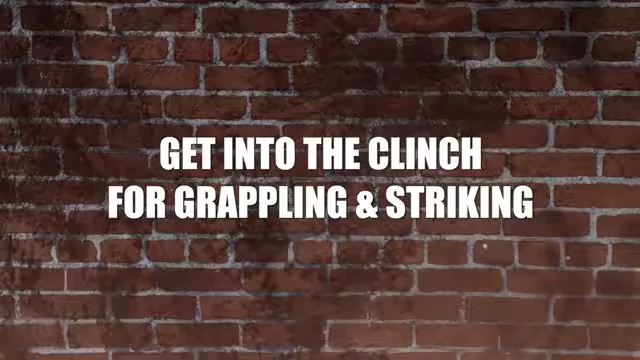 GET INTO THE CLINCH
FOR GRAPPLING & STRIKING